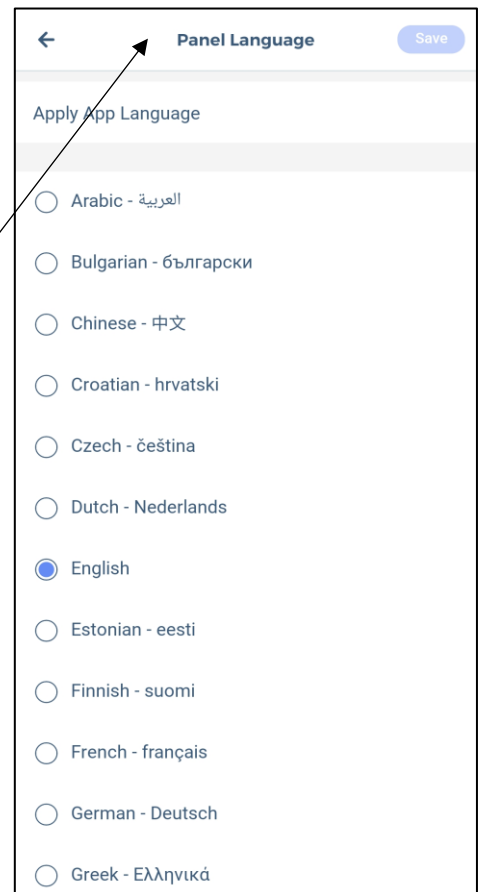 Panel Language
Save
Apply App Language
Arabic - العربية
Bulgarian - български
Chinese - 中文
Croatian - hrvatski
Czech - čeština
Dutch - Nederlands
English
Estonian - eesti
Finnish - suomi
French - français
German - Deutsch
Greek - Ελληνικά